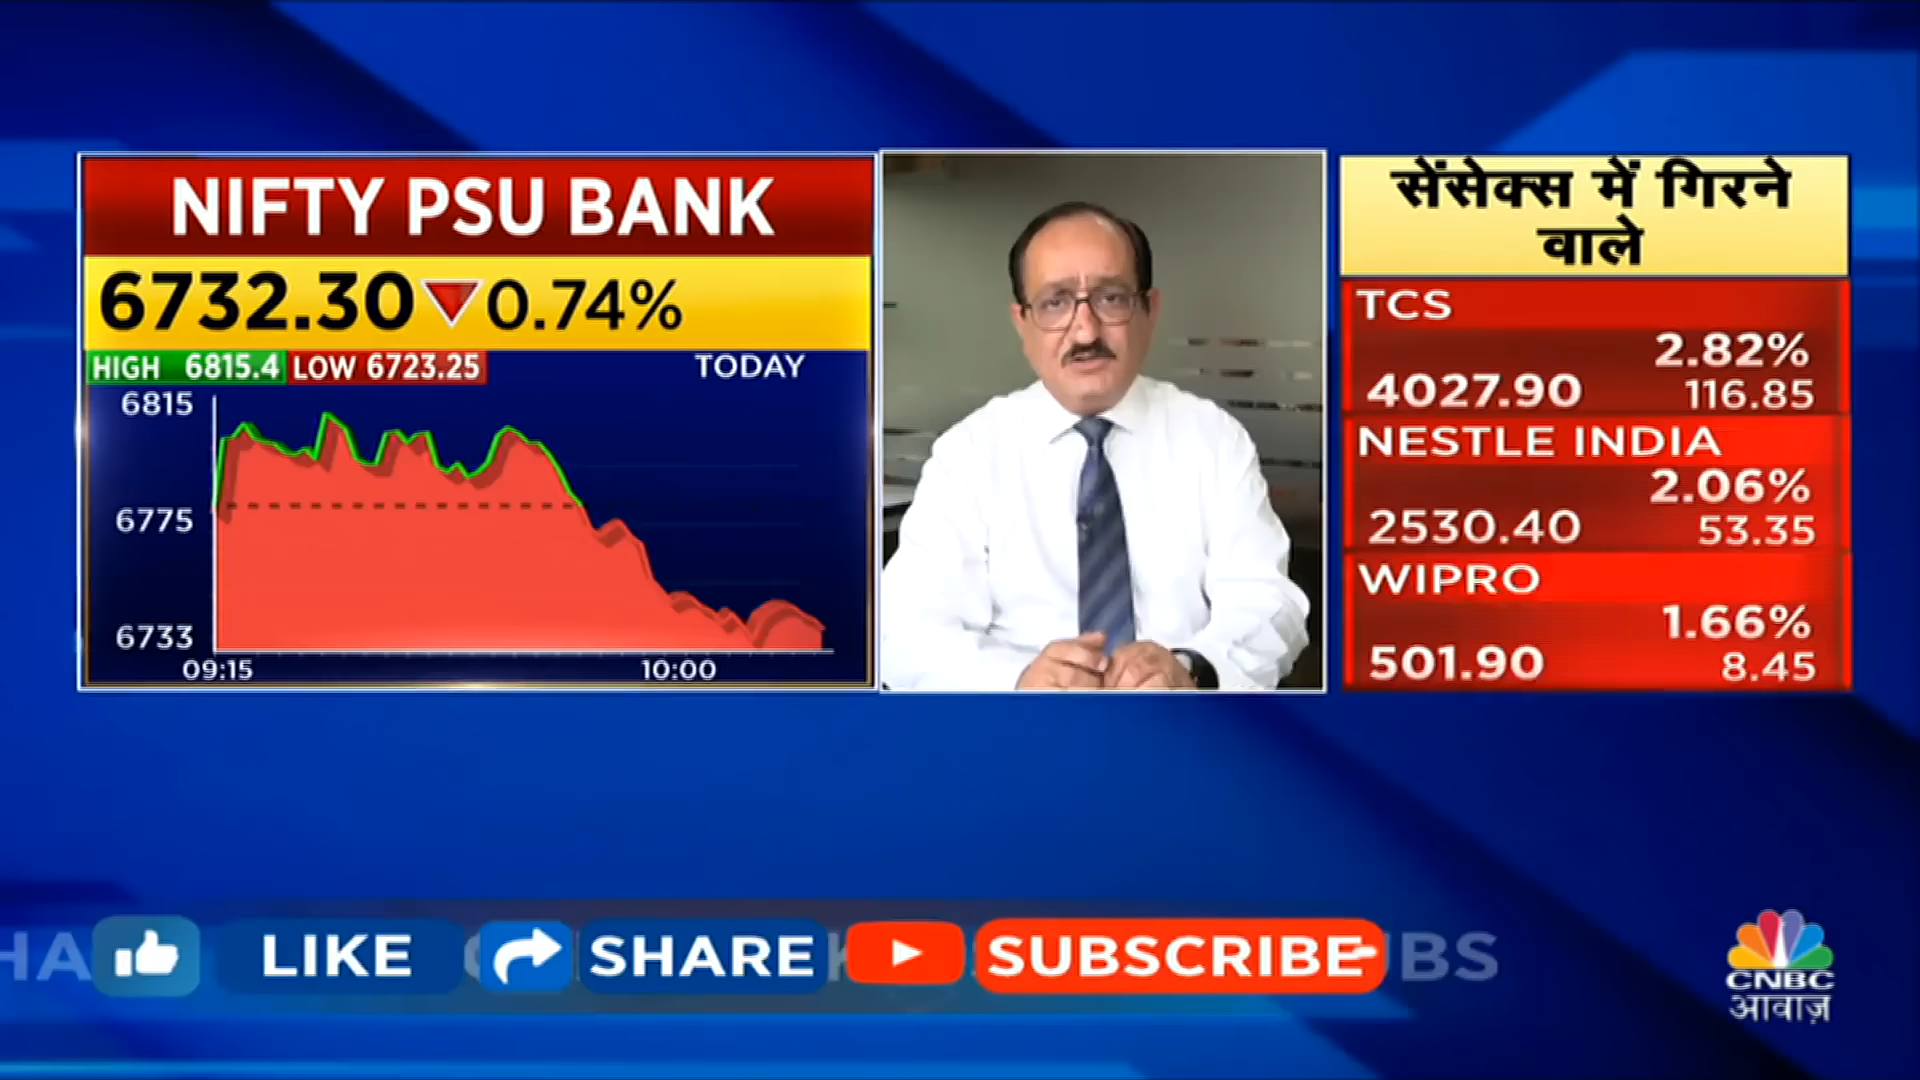 NIFTY PSU BANK
6732.30 0.74%
HIGH 6815.4 LOW 6723.25 TODAY
6815
6775
6733
09:15 10:00
सेंसेक्स में गिरने
वाले
TCS
2.82%
4027.90 116.85
NESTLE INDIA
2.06%
2530.40 53.35
WIPRO
1.66%
501.90 8.45
LIKE SHARE SUBSCRIBE
CNBC
आवाज़